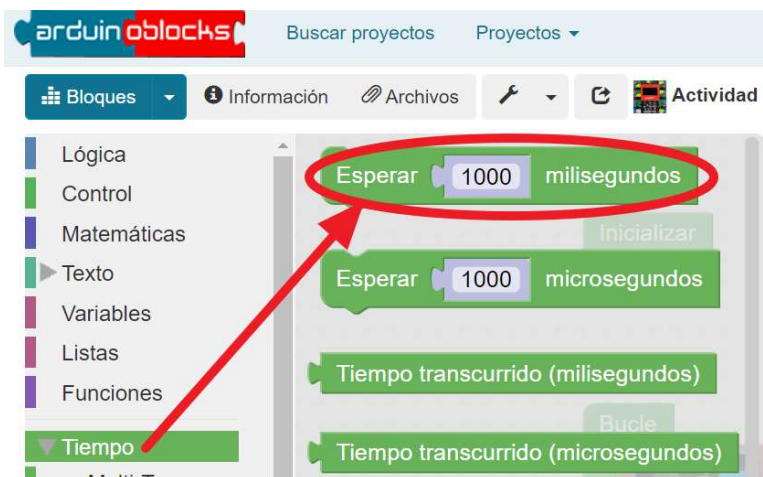 arduinoblocks Buscar proyectos Proyectos
Bloques Información Archivos Actividad
Lógica
Control
Matemáticas
Texto
Variables
Listas
Funciones
Tiempo
Esperar 1000 milisegundos
Inicializar
Esperar 1000 microsegundos
Tiempo transcurrido (milisegundos)
Bucle
Tiempo transcurrido (microsegundos)